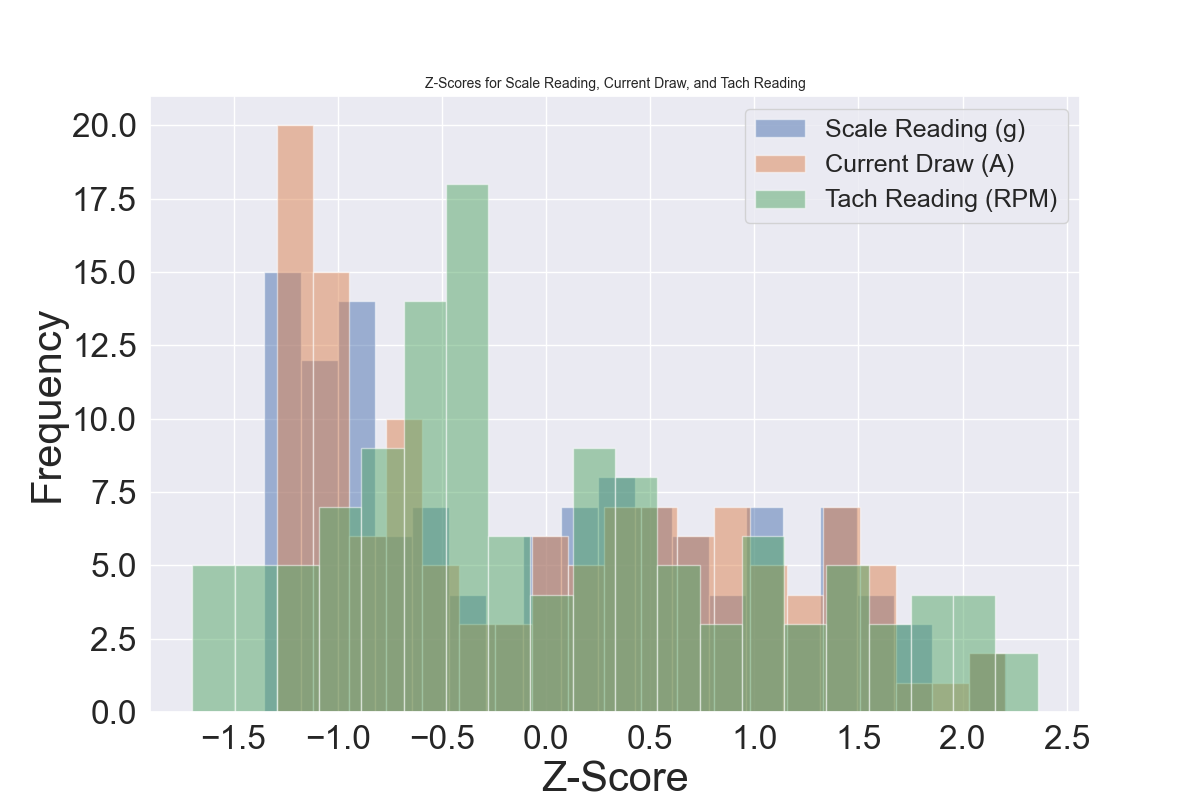 Z-Scores for Scale Reading, Current Draw, and Tach Reading
Scale Reading (g)
Current Draw (A)
Tach Reading (RPM)
Frequency
20.0
17.5
15.0
12.5
10.0
7.5
5.0
2.5
0.0
−1.5 −1.0 −0.5 0.0 0.5 1.0 1.5 2.0 2.5
Z-Score